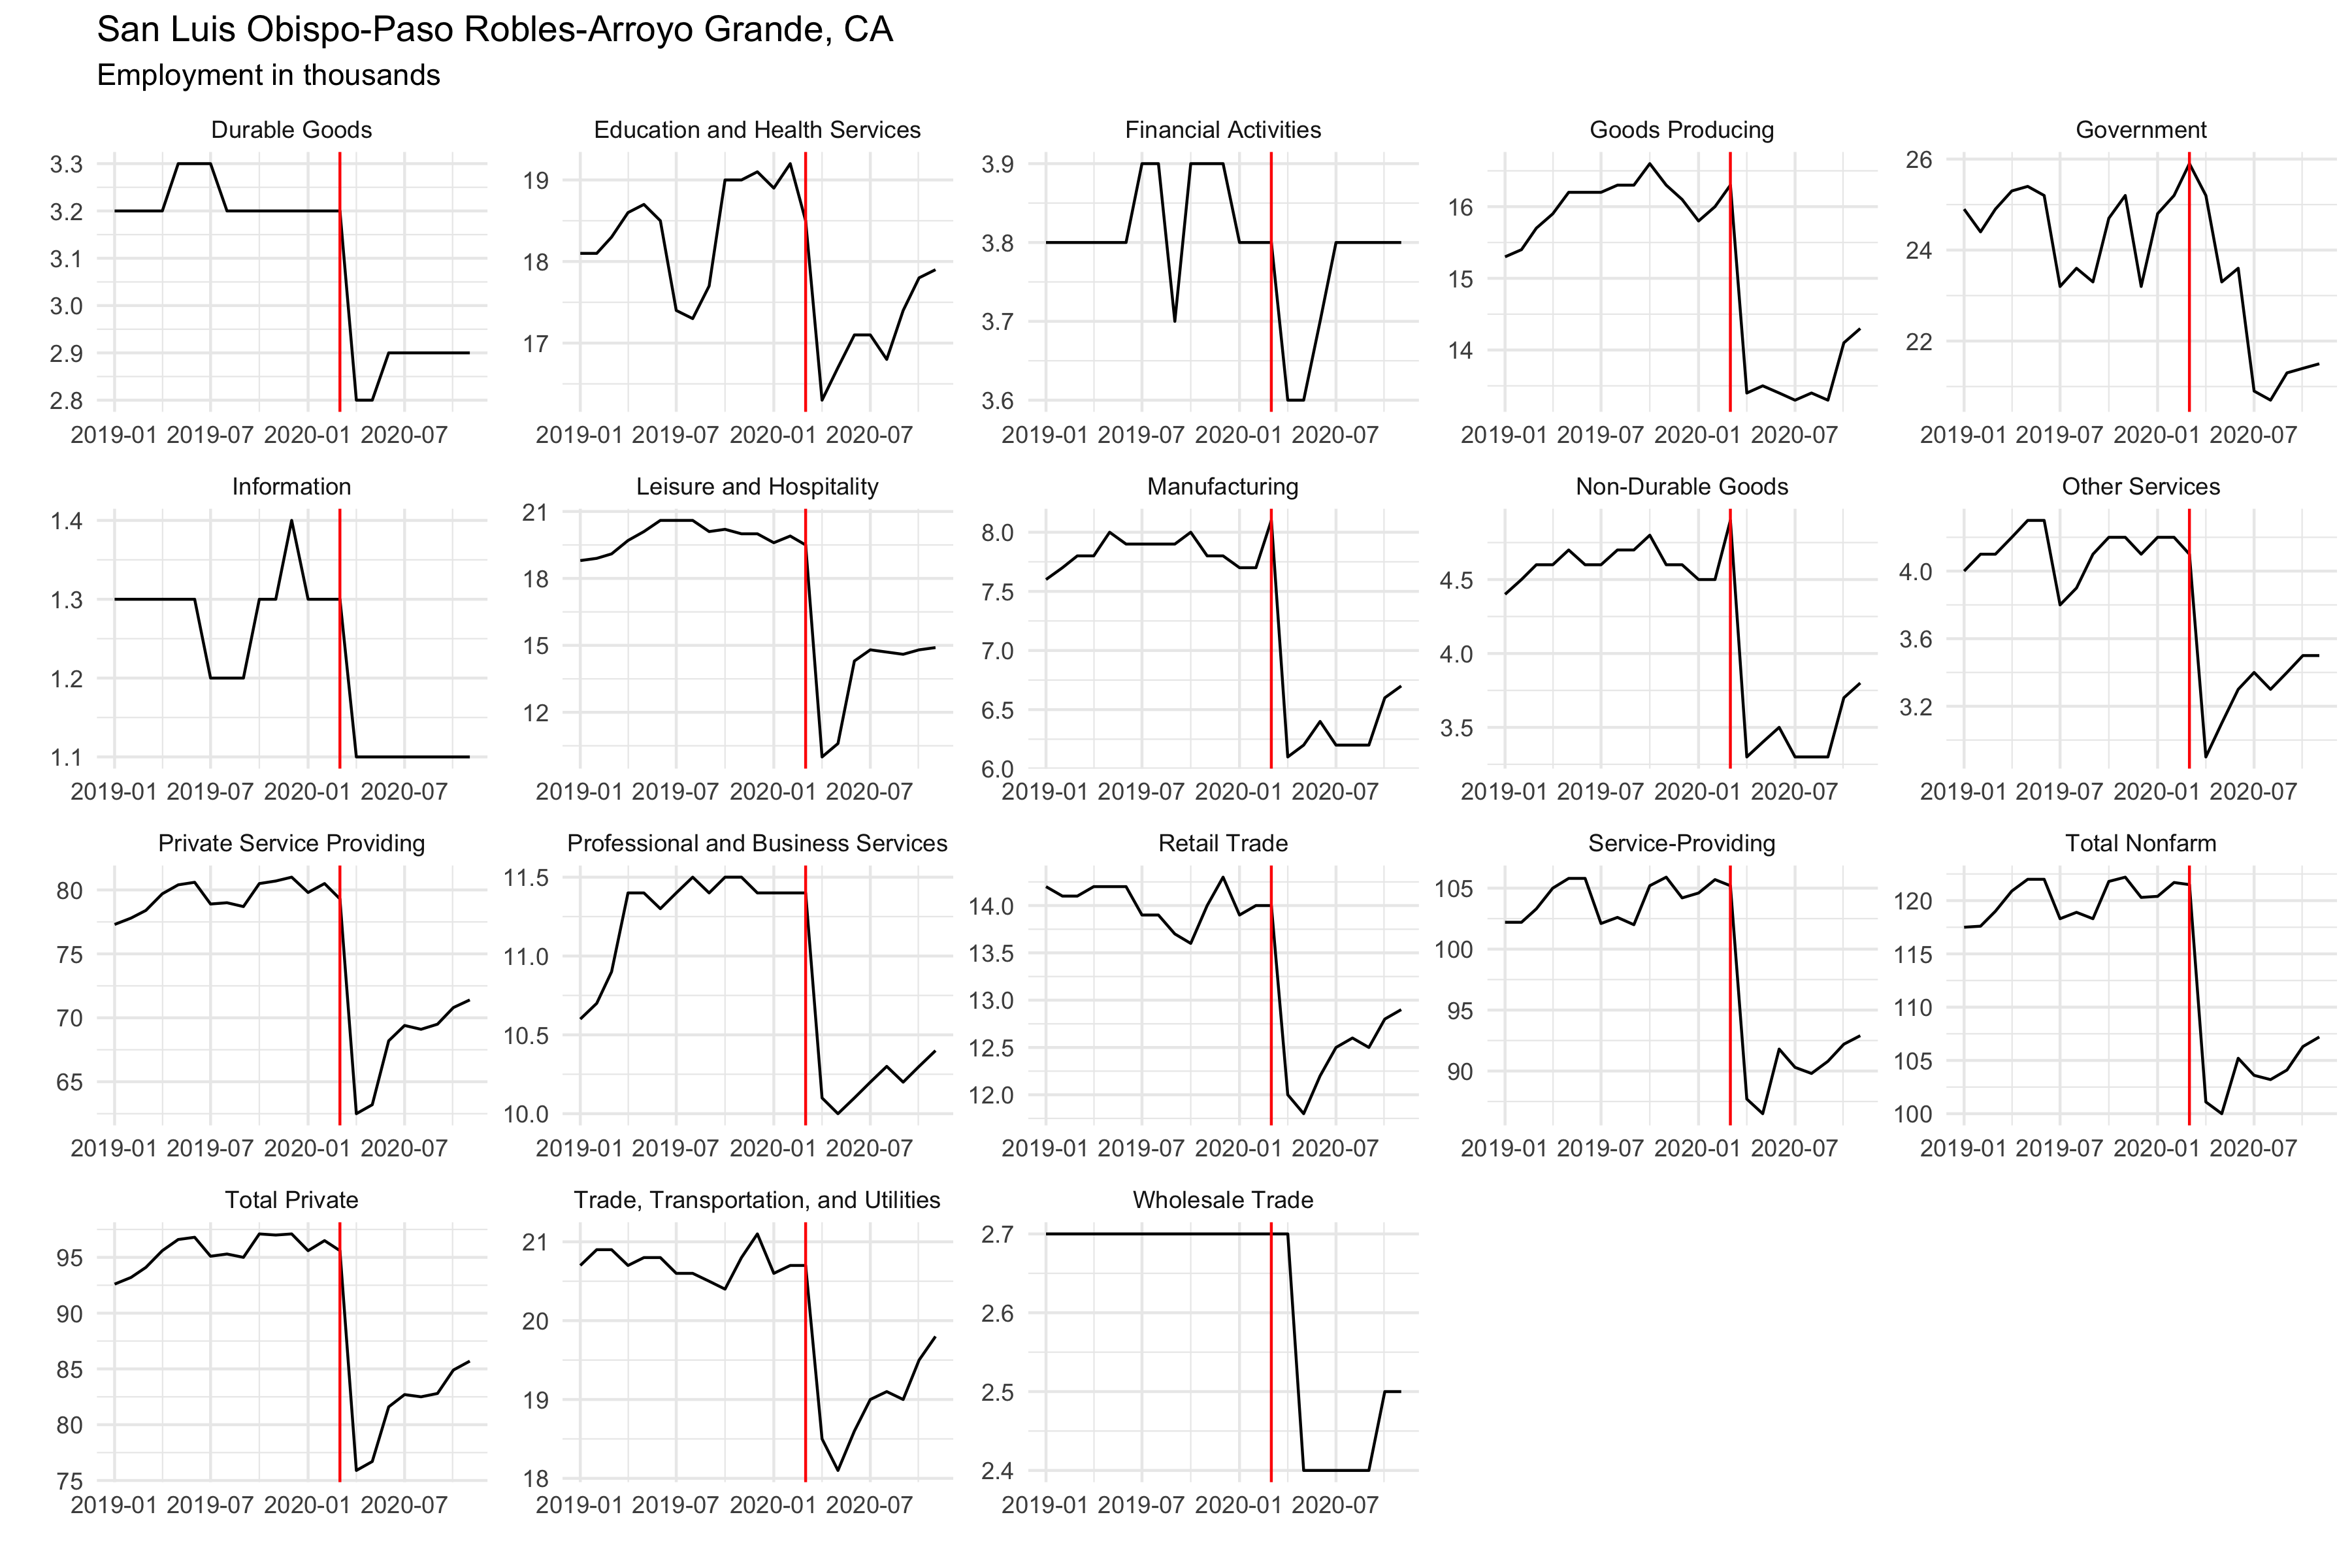 San Luis Obispo-Paso Robles-Arroyo Grande, CA
Employment in thousands
Durable Goods
3.3
3.2
3.1
3.0
2.9
2.8
2019-01 2019-07 2020-01 2020-07
Education and Health Services
19
18
17
2019-01 2019-07 2020-01 2020-07
Financial Activities
3.9
3.8
3.7
3.6
2019-01 2019-07 2020-01 2020-07
Goods Producing
16
15
14
2019-01 2019-07 2020-01 2020-07
Government
26
24
22
2019-01 2019-07 2020-01 2020-07
Information
1.4
1.3
1.2
1.1
2019-01 2019-07 2020-01 2020-07
Leisure and Hospitality
21
18
15
12
2019-01 2019-07 2020-01 2020-07
Manufacturing
8.0
7.5
7.0
6.5
6.0
2019-01 2019-07 2020-01 2020-07
Non-Durable Goods
4.5
4.0
3.5
2019-01 2019-07 2020-01 2020-07
Other Services
4.0
3.6
3.2
2019-01 2019-07 2020-01 2020-07
Private Service Providing
80
75
70
65
2019-01 2019-07 2020-01 2020-07
Professional and Business Services
11.5
11.0
10.5
10.0
2019-01 2019-07 2020-01 2020-07
Retail Trade
14.0
13.5
13.0
12.5
12.0
2019-01 2019-07 2020-01 2020-07
Service-Providing
105
100
95
90
2019-01 2019-07 2020-01 2020-07
Total Nonfarm
120
115
110
105
100
2019-01 2019-07 2020-01 2020-07
Total Private
95
90
85
80
75
2019-01 2019-07 2020-01 2020-07
Trade, Transportation, and Utilities
21
20
19
18
2019-01 2019-07 2020-01 2020-07
Wholesale Trade
2.7
2.6
2.5
2.4
2019-01 2019-07 2020-01 2020-07